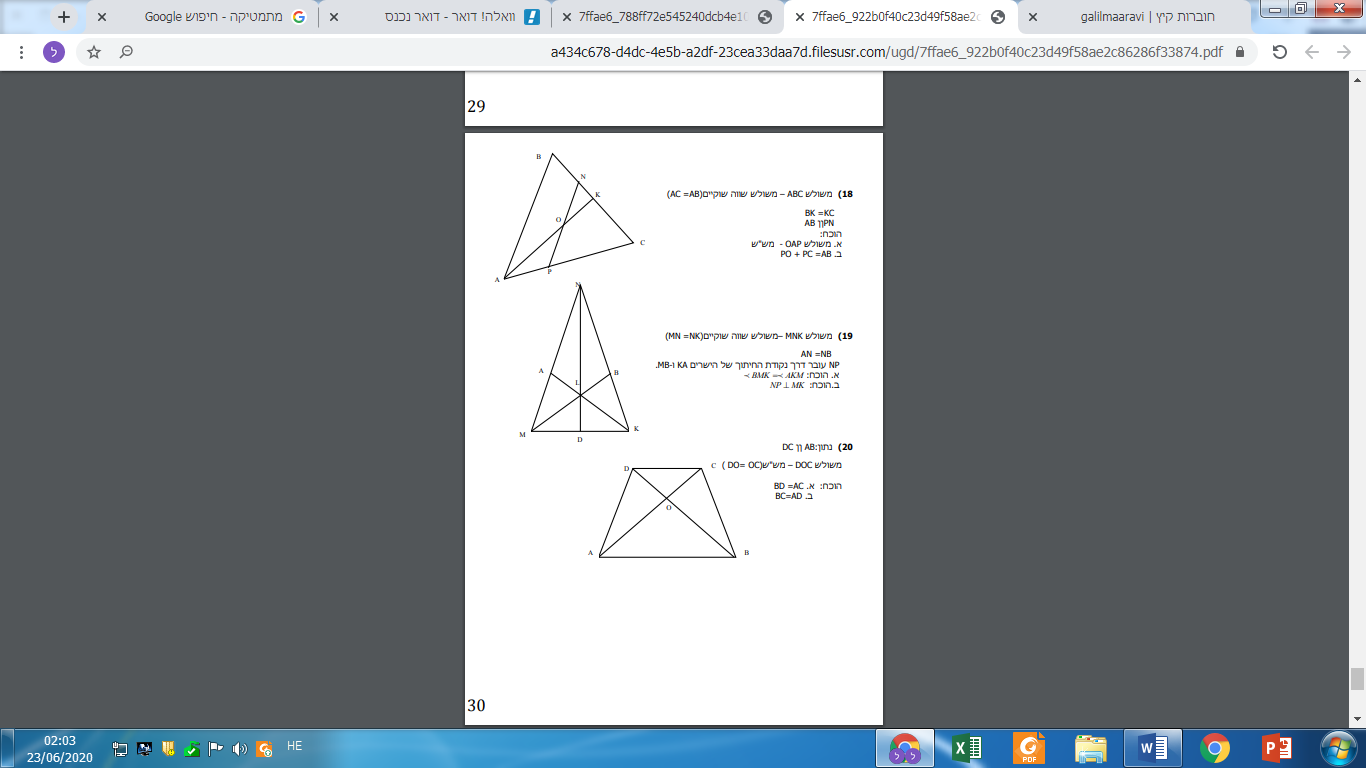 חוברות קיץ | galilmaaravi
7ffae6_922b0f40c23d49f58ae2c
7ffae6_788ff72e545240dcb4e10
וואלה! דואר - דואר נכנס
מתמטיקה - חיפוש Google
a434c678-d4dc-4e5b-a2df-23cea33daa7d.filesusr.com/ugd/7ffae6_922b0f40c23d49f58ae2c86286f33874.pdf
ל
29
18) משולש ABC – משולש שווה שוקיים(AC =AB)
BK =KC
PNןן AB
הוכח:
א. משולש OAP - מש"ש
ב. PO + PC =AB
B
N
K
O
C
P
A
19) משולש MNK –משולש שווה שוקיים(MN =NK)
AN =NB
NP עובר דרך נקודת החיתוך של הישרים KA ו-MB.
א. הוכח: ≺ BMK =≺ AKM
ב.הוכח: NP ⊥ MK
N
A
B
L
M
K
D
20) נתון:AB ןן DC
משולש DOC – מש"ש(DO= OC )
הוכח: א. BD =AC
ב. BC=AD
D
C
O
A
B
30
02:03
23/06/2020
HE
PDF